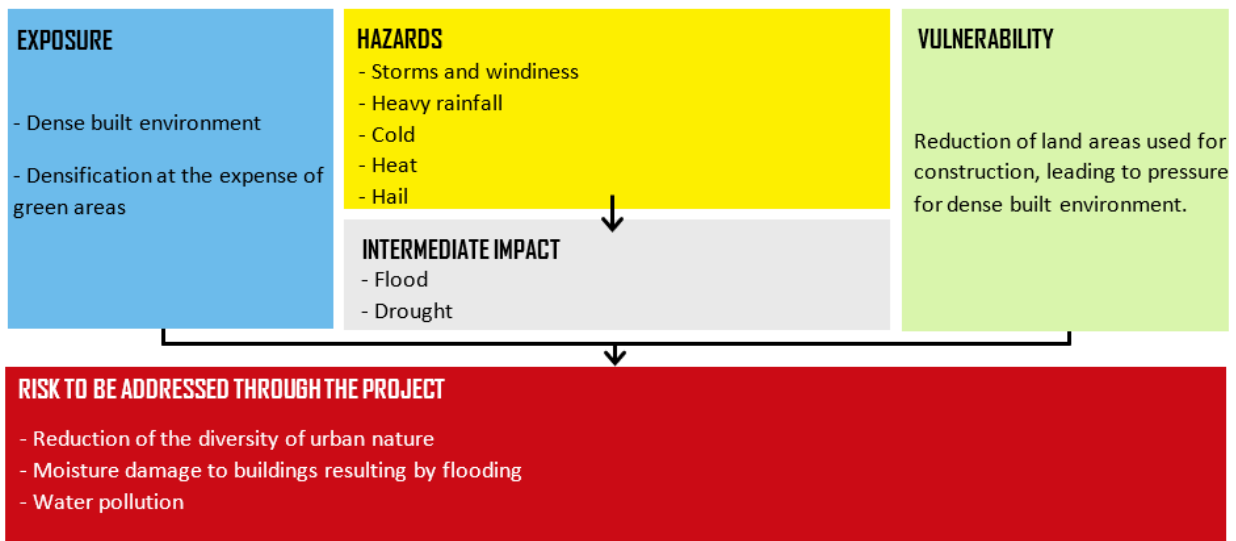 EXPOSURE
- Dense built environment
- Densification at the expense of
green areas
HAZARDS
- Storms and windiness
- Heavy rainfall
- Cold
- Heat
- Hail
INTERMEDIATE IMPACT
- Flood
- Drought
VULNERABILITY
Reduction of land areas used for
construction, leading to pressure
for dense built environment.
RISK TO BE ADDRESSED THROUGH THE PROJECT
- Reduction of the diversity of urban nature
- Moisture damage to buildings resulting by flooding
- Water pollution